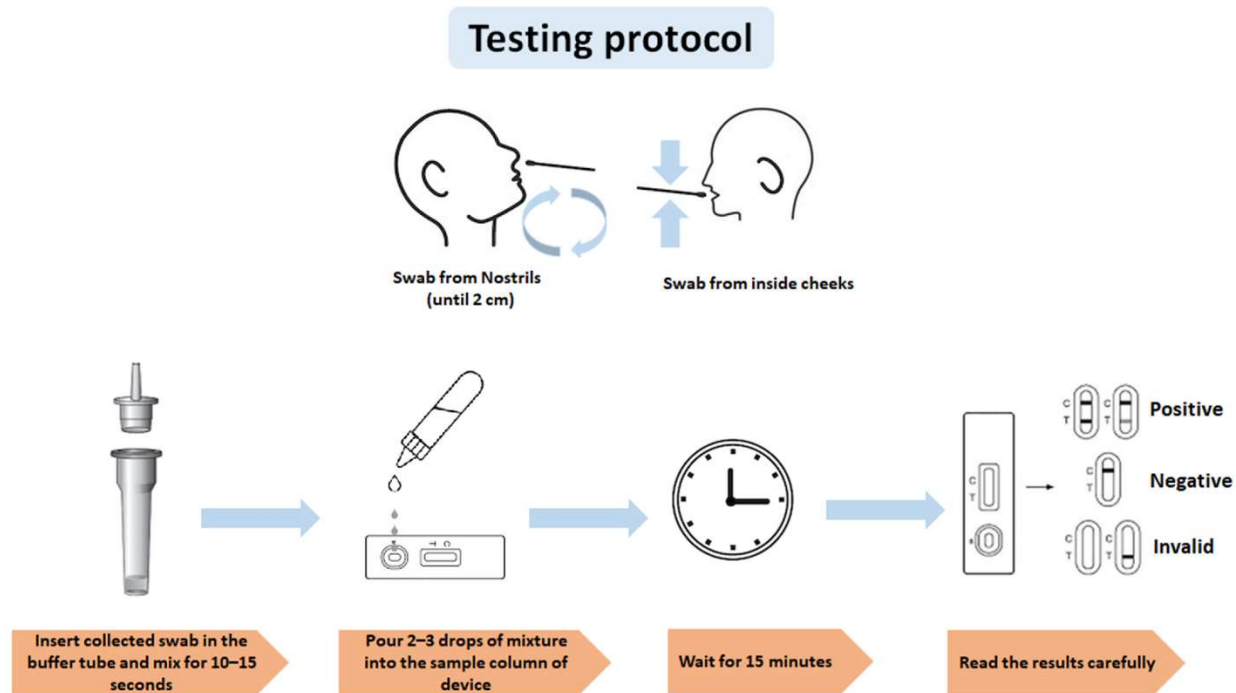 Testing protocol
Swab from Nostrils
(until 2 cm)
Swab from inside cheeks
C
T
Positive
C
T
Negative
C
T
C
T
Invalid
C
T
C
T
S
T C
Insert collected swab in the
buffer tube and mix for 10–15
seconds
Pour 2–3 drops of mixture
into the sample column of
device
Wait for 15 minutes
Read the results carefully